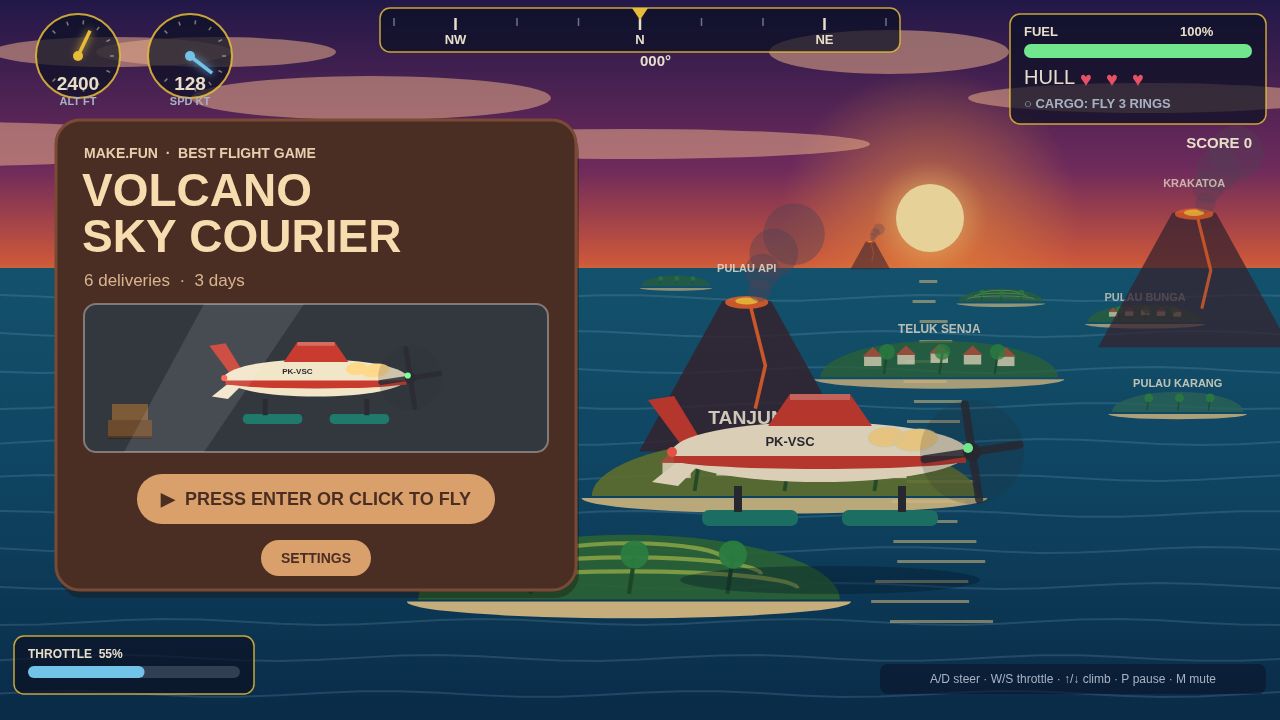 NW
N
NE
000°
2400
ALT FT
128
SPD KT
FUEL 100%
HULL ♥ ♥ ♥
○ CARGO: FLY 3 RINGS
SCORE 0
MAKE.FUN · BEST FLIGHT GAME
VOLCANO
SKY COURIER
6 deliveries · 3 days
PK-VSC
▶ PRESS ENTER OR CLICK TO FLY
SETTINGS
KRAKATOA
PULAU API
PULAU BUNGA
TELUK SENJA
PULAU KARANG
PK-VSC
THROTTLE 55%
A/D steer · W/S throttle · ↑/↓ climb · P pause · M mute